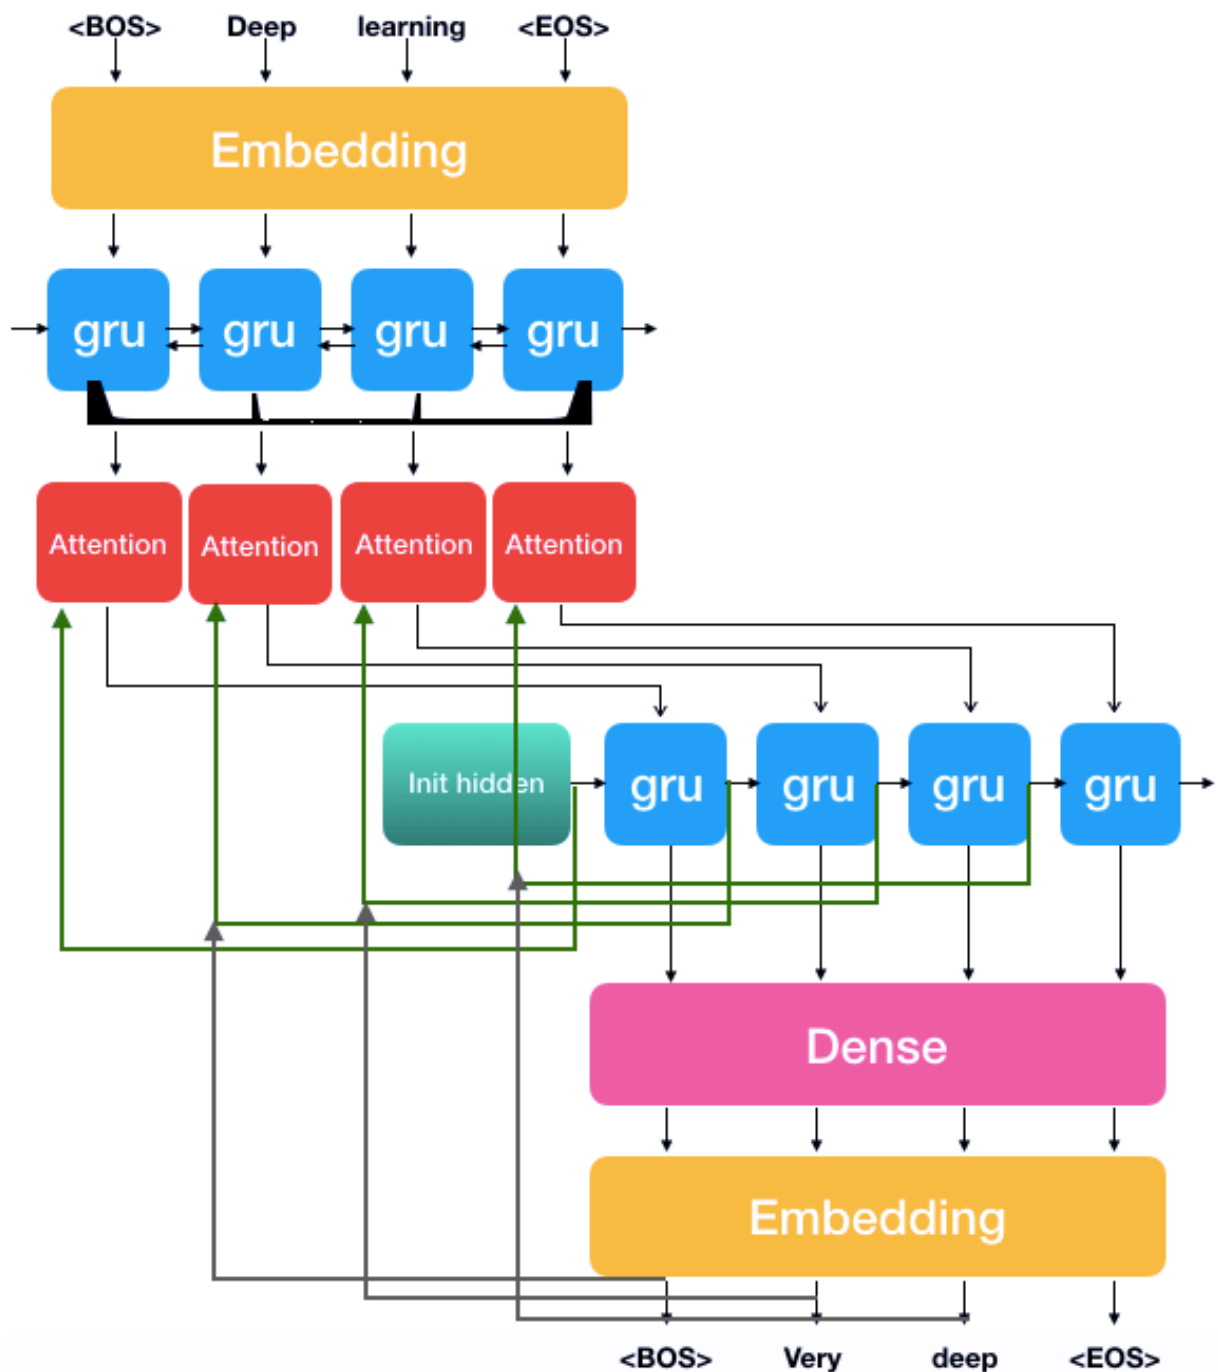 <BOS> Deep learning <EOS>
Embedding
gru gru gru gru
Attention Attention Attention Attention
Init hidden gru gru gru gru
Dense
Embedding
<BOS> Very deep <EOS>